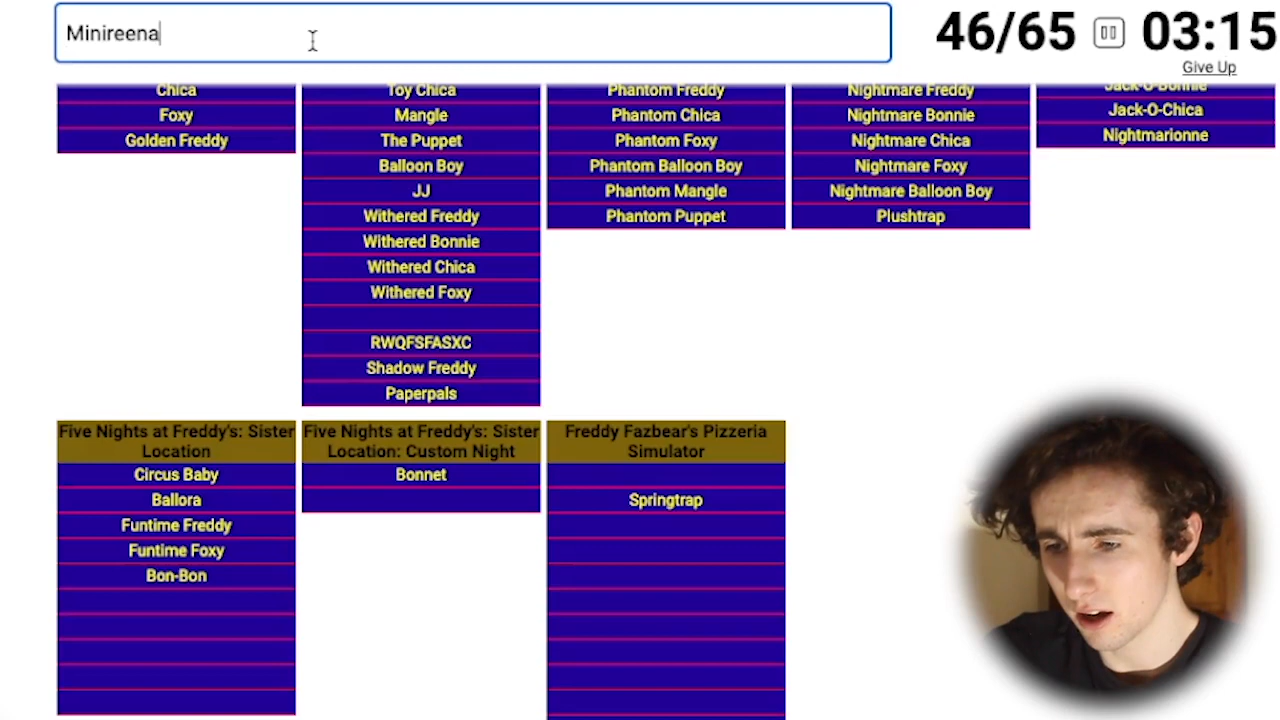 Minireena
46/65
03:15
Give Up
Chica
Foxy
Golden Freddy
Toy Chica
Mangle
The Puppet
Balloon Boy
JJ
Withered Freddy
Withered Bonnie
Withered Chica
Withered Foxy
RWQFSFASXC
Shadow Freddy
Paperpals
Phantom Freddy
Phantom Chica
Phantom Foxy
Phantom Balloon Boy
Phantom Mangle
Phantom Puppet
Nightmare Freddy
Nightmare Bonnie
Nightmare Chica
Nightmare Foxy
Nightmare Balloon Boy
Plushtrap
Jack-O-Bonnie
Jack-O-Chica
Nightmarionne
Five Nights at Freddy's: Sister
Location
Circus Baby
Ballora
Funtime Freddy
Funtime Foxy
Bon-Bon
Five Nights at Freddy's: Sister
Location: Custom Night
Bonnet
Freddy Fazbear's Pizzeria
Simulator
Springtrap